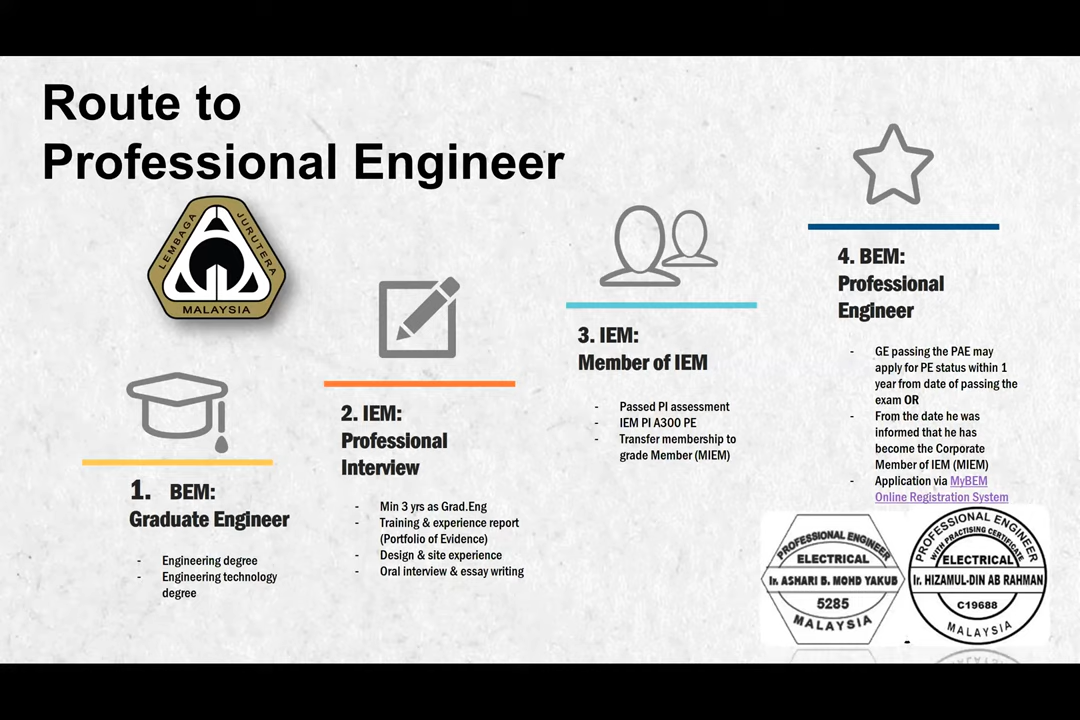 Route to
Professional Engineer
LEMBAGA JURUTERA
MALAYSIA
1. BEM:
Graduate Engineer
- Engineering degree
- Engineering technology
degree
2. IEM:
Professional
Interview
- Min 3 yrs as Grad.Eng
- Training & experience report
(Portfolio of Evidence)
- Design & site experience
- Oral interview & essay writing
3. IEM:
Member of IEM
- Passed PI assessment
- IEM PI A300 PE
- Transfer membership to
grade Member (MIEM)
4. BEM:
Professional
Engineer
- GE passing the PAE may
apply for PE status within 1
year from date of passing the
exam OR
- From the date he was
informed that he has
become the Corporate
Member of IEM (MIEM)
- Application via MyBEM
Online Registration System
PROFESSIONAL ENGINEER
ELECTRICAL
Ir. ASHARI B. MOHD YAKUB
5285
MALAYSIA
PROFESSIONAL ENGINEER
WITH PRACTISING CERTIFICATE
ELECTRICAL
Ir. HIZAMUL-DIN AB RAHMAN
C19688
MALAYSIA